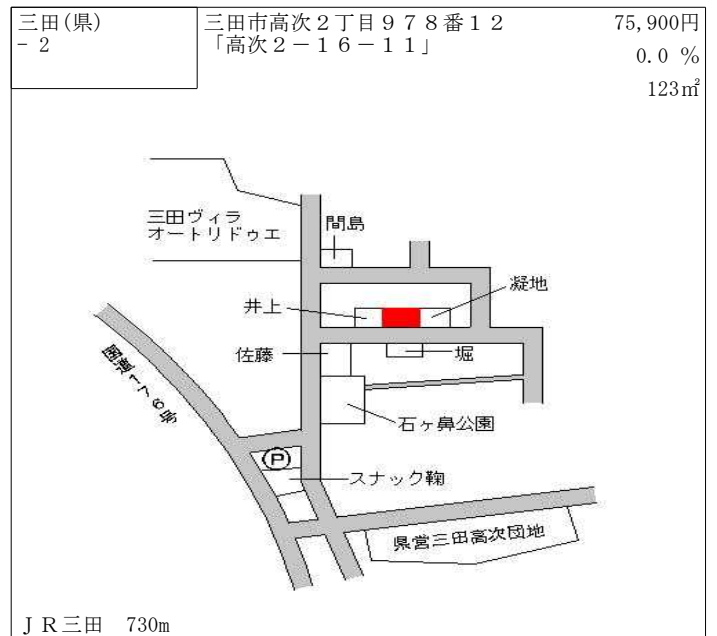 三田(県)
－２
三田市高次２丁目９７８番１２
「高次２－１６－１１」
75,900円
0.0 %
123㎡
三田ヴィラ
オートリドゥエ
間島
凝地
井上
佐藤
堀
国道１７６号
石ヶ鼻公園
P
スナック鞠
県営三田高次団地
ＪＲ三田 730m